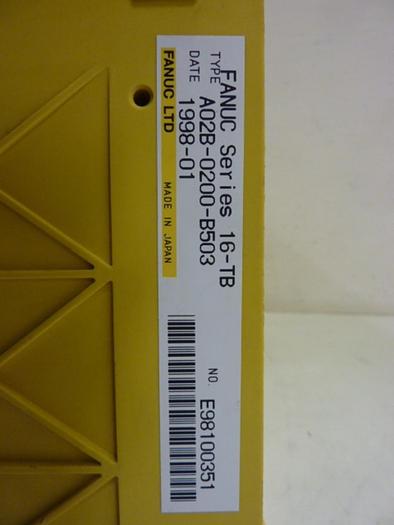 FANUC Series 16-TB
TYPE A02B-0200-B503
DATE 1998-01
FANUC LTD MADE IN JAPAN
NO. E98100351